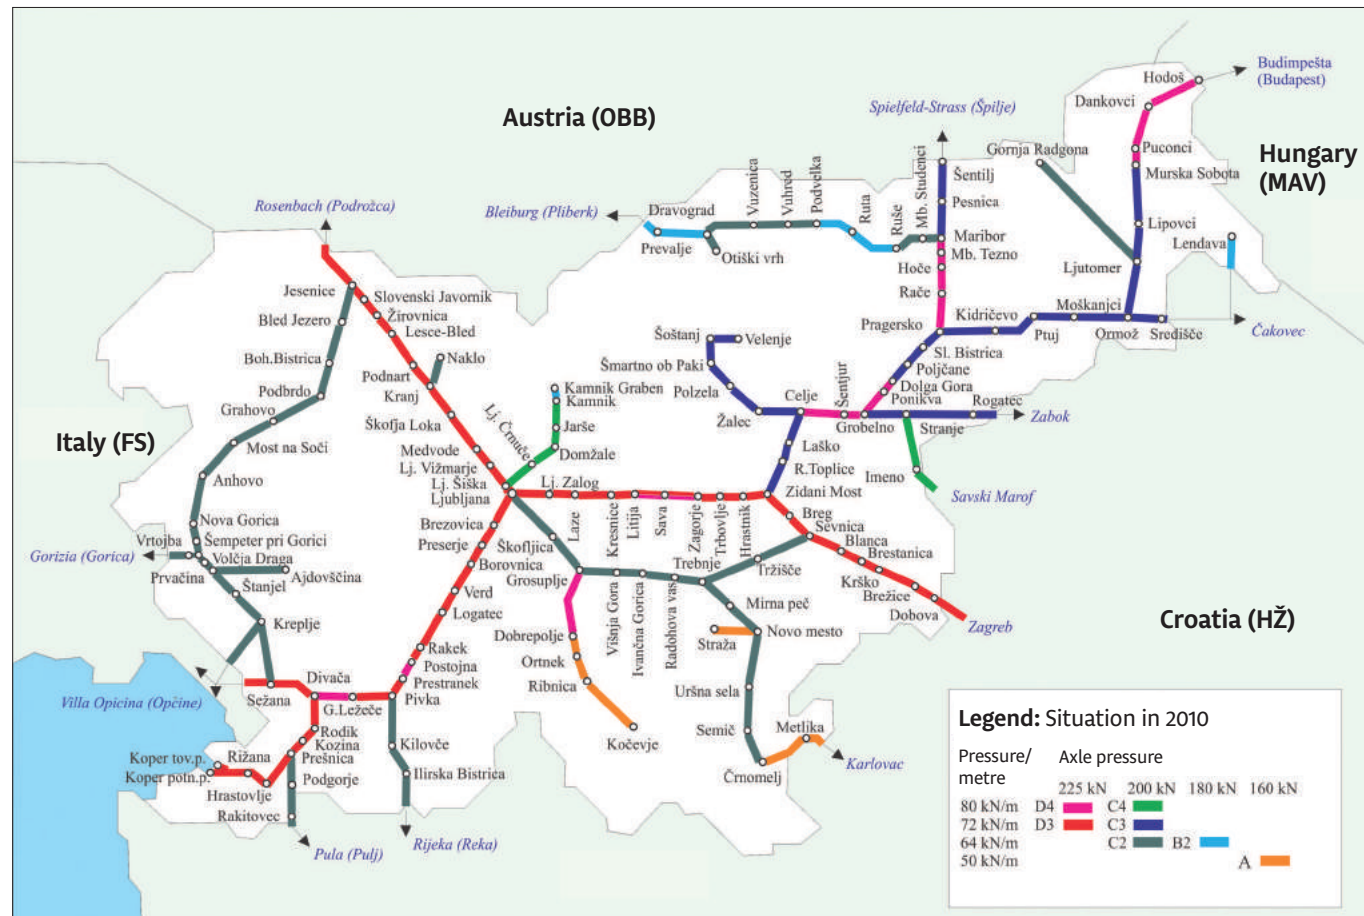 Austria (OBB)
Hungary
(MAV)
Italy (FS)
Croatia (HŽ)
Budimpešta
(Budapest)
Spielfeld-Strass (Špilje)
Bleiburg (Pliberk)
Rosenbach (Podrožca)
Čakovec
Zabok
Savski Marof
Zagreb
Karlovac
Rijeka (Reka)
Pula (Pulj)
Villa Opicina (Opčine)
Gorizia (Gorica)
Hodoš
Dankovci
Puconci
Murska Sobota
Lipovci
Lendava
Ljutomer
Gornja Radgona
Moškanjci
Ormož
Središče
Ptuj
Kidričevo
Pragersko
Šentilj
Pesnica
Maribor
Mb. Tezno
Hoče
Rače
Mb. Studenci
Ruše
Ruta
Podvelka
Vuhred
Vuzenica
Dravograd
Prevalje
Otiški vrh
Sl. Bistrica
Poljčane
Dolga Gora
Ponikva
Rogatec
Stranje
Imeno
Grobelno
Šentjur
Celje
Šoštanj
Velenje
Šmartno ob Paki
Polzela
Žalec
Laško
R.Toplice
Zidani Most
Jesenice
Slovenski Javornik
Žirovnica
Lesce-Bled
Bled Jezero
Boh.Bistrica
Podbrdo
Grahovo
Most na Soči
Anhovo
Nova Gorica
Šempeter pri Gorici
Vrtojba
Volčja Draga
Prvačina
Ajdovščina
Štanjel
Kreplje
Sežana
Naklo
Podnart
Kranj
Škofja Loka
Medvode
Lj. Vižmarje
Lj. Šiška
Ljubljana
Kamnik Graben
Kamnik
Jarše
Domžale
Lj. Črnuče
Lj. Zalog
Laze
Kresnice
Litija
Sava
Zagorje
Trbovlje
Hrastnik
Breg
Sevnica
Blanca
Brestanica
Krško
Brežice
Dobova
Tržišče
Trebnje
Mirna peč
Novo mesto
Straža
Uršna sela
Semič
Metlika
Črnomelj
Brezovica
Preserje
Borovnica
Verd
Logatec
Rakek
Postojna
Prestranek
Pivka
Škofljica
Grosuplje
Višnja Gora
Ivančna Gorica
Radohova vas
Dobrepolje
Ortnek
Ribnica
Kočevje
Divača
G.Ležeče
Rodik
Kozina
Prešnica
Podgorje
Rakitovec
Kilovče
Ilirska Bistrica
Koper tov.p.
Rižana
Koper potn.p.
Hrastovlje
Legend: Situation in 2010
Pressure/ Axle pressure
metre
225 kN 200 kN 180 kN 160 kN
80 kN/m D4 C4
72 kN/m D3 C3
64 kN/m C2 B2
50 kN/m A